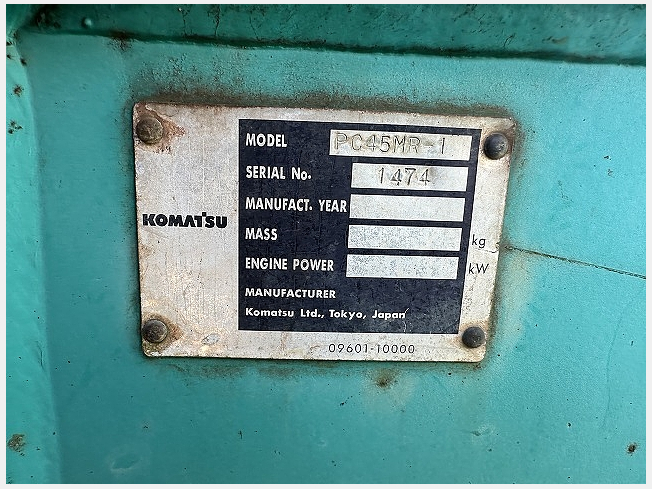 KOMATSU
MODEL PC45MR-1
SERIAL No. 1474
MANUFACT. YEAR
MASS kg
ENGINE POWER kW
MANUFACTURER
Komatsu Ltd., Tokyo, Japan
09601-10000